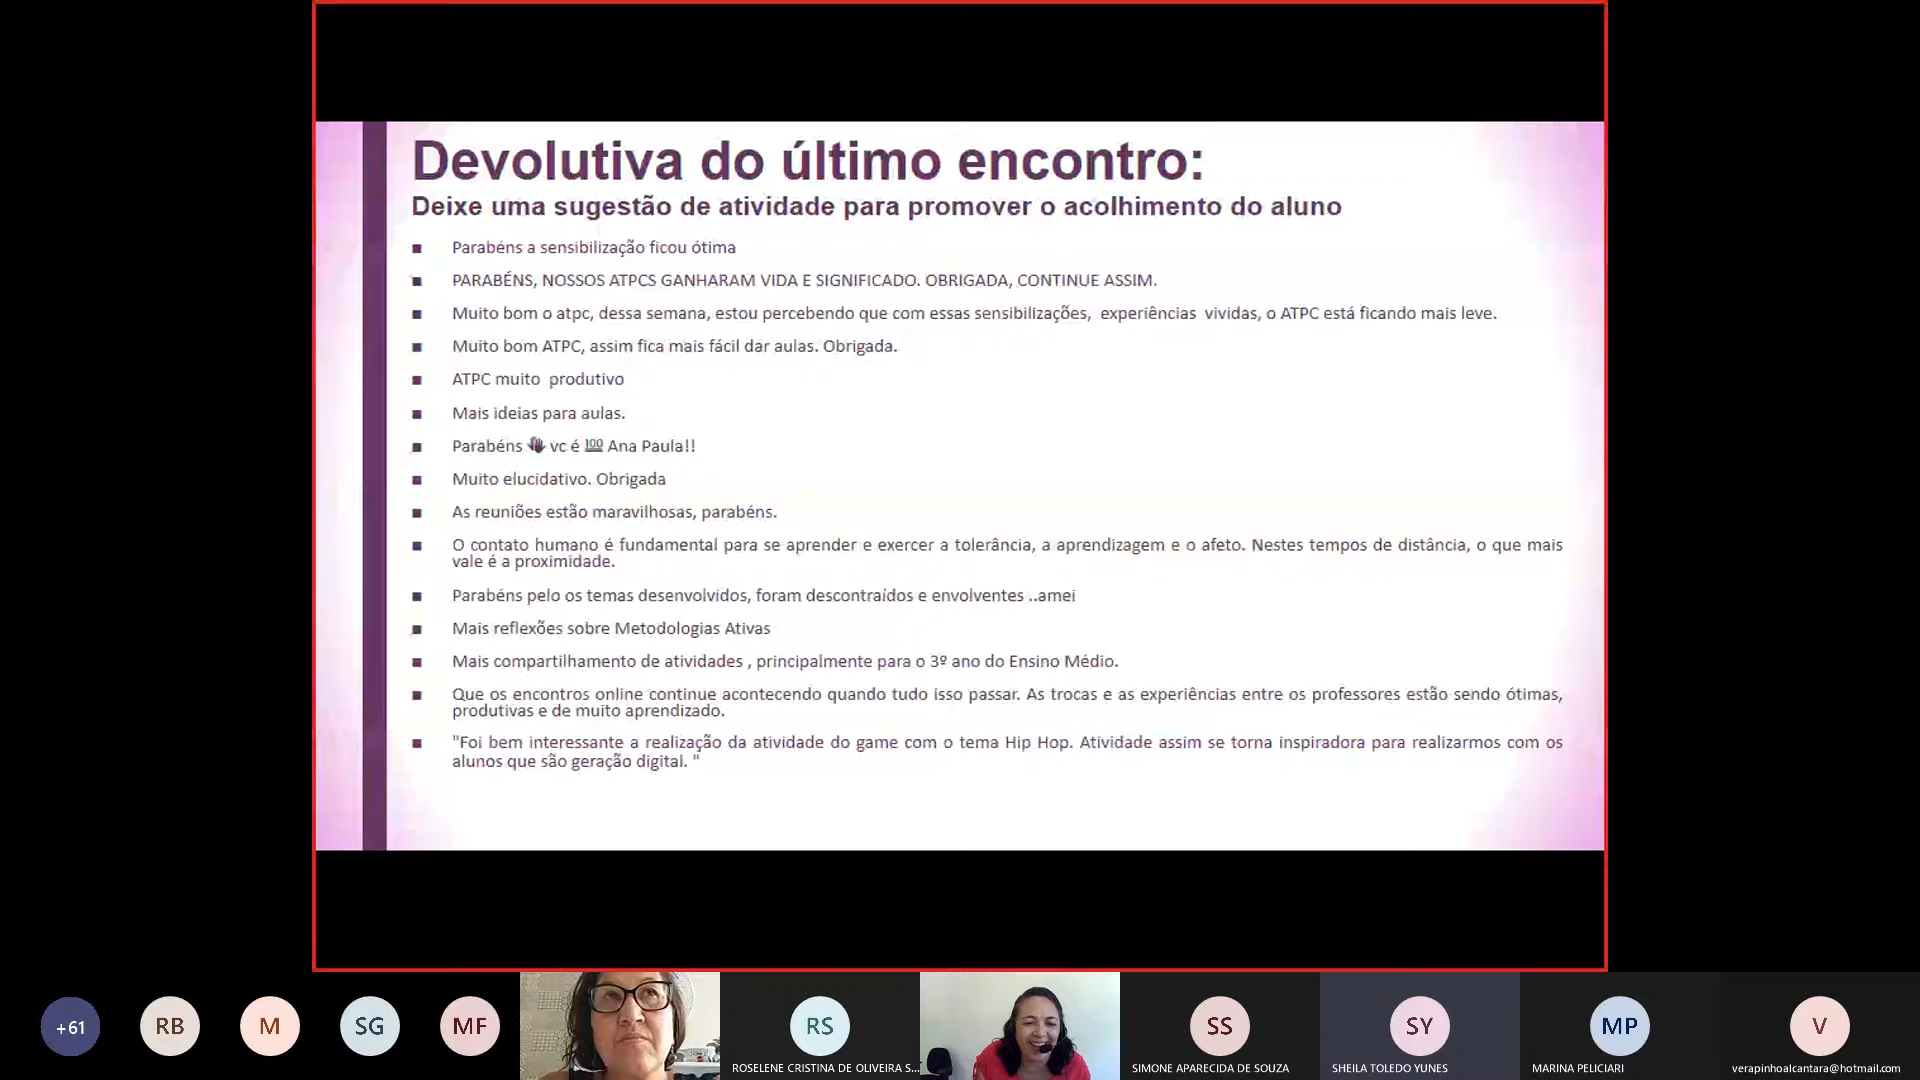 Devolutiva do último encontro:
Deixe uma sugestão de atividade para promover o acolhimento do aluno
Parabéns a sensibilização ficou ótima
PARABÉNS, NOSSOS ATPCS GANHARAM VIDA E SIGNIFICADO. OBRIGADA, CONTINUE ASSIM.
Muito bom o atpc, dessa semana, estou percebendo que com essas sensibilizações, experiências vividas, o ATPC está ficando mais leve.
Muito bom ATPC, assim fica mais fácil dar aulas. Obrigada.
ATPC muito produtivo
Mais ideias para aulas.
Parabéns 👋 vc é 💯 Ana Paula!!
Muito elucidativo. Obrigada
As reuniões estão maravilhosas, parabéns.
O contato humano é fundamental para se aprender e exercer a tolerância, a aprendizagem e o afeto. Nestes tempos de distância, o que mais
vale é a proximidade.
Parabéns pelo os temas desenvolvidos, foram descontraídos e envolventes ..amei
Mais reflexões sobre Metodologias Ativas
Mais compartilhamento de atividades , principalmente para o 3º ano do Ensino Médio.
Que os encontros online continue acontecendo quando tudo isso passar. As trocas e as experiências entre os professores estão sendo ótimas,
produtivas e de muito aprendizado.
"Foi bem interessante a realização da atividade do game com o tema Hip Hop. Atividade assim se torna inspiradora para realizarmos com os
alunos que são geração digital. "
+61
RB
M
SG
MF
RS
SS
SY
MP
V
ROSELENE CRISTINA DE OLIVEIRA S...
SIMONE APARECIDA DE SOUZA
SHEILA TOLEDO YUNES
MARINA PELICIARI
verapinhoalcantara@hotmail.com